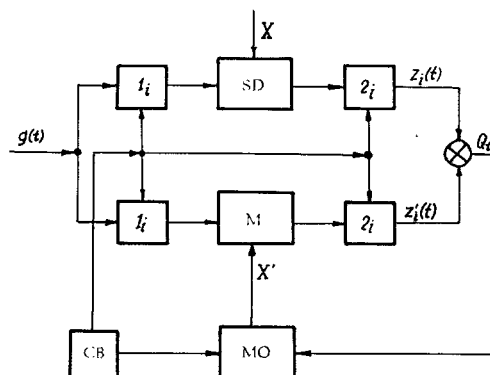 X
1i
SD
2i
zi(t)
g(t)
Qi
1i
M
2i
z'i(t)
X'
CB
MO